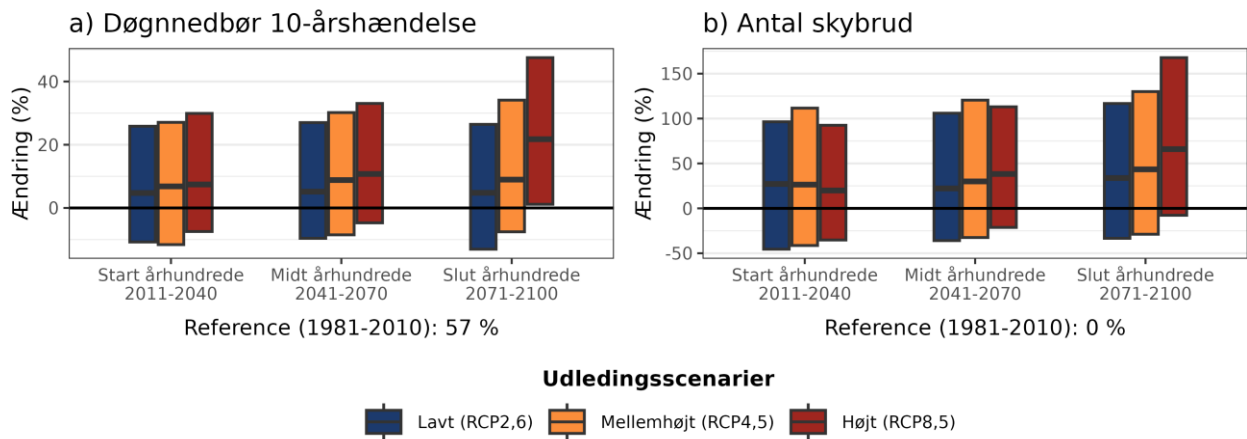 a) Døgnnedbør 10-årshændelse
Ændring (%)
40
20
0
Start århundrede
2011-2040
Midt århundrede
2041-2070
Slut århundrede
2071-2100
Reference (1981-2010): 57 %
b) Antal skybrud
Ændring (%)
150
100
50
0
-50
Start århundrede
2011-2040
Midt århundrede
2041-2070
Slut århundrede
2071-2100
Reference (1981-2010): 0 %
Udledingsscenarier
Lavt (RCP2,6)
Mellemhøjt (RCP4,5)
Højt (RCP8,5)